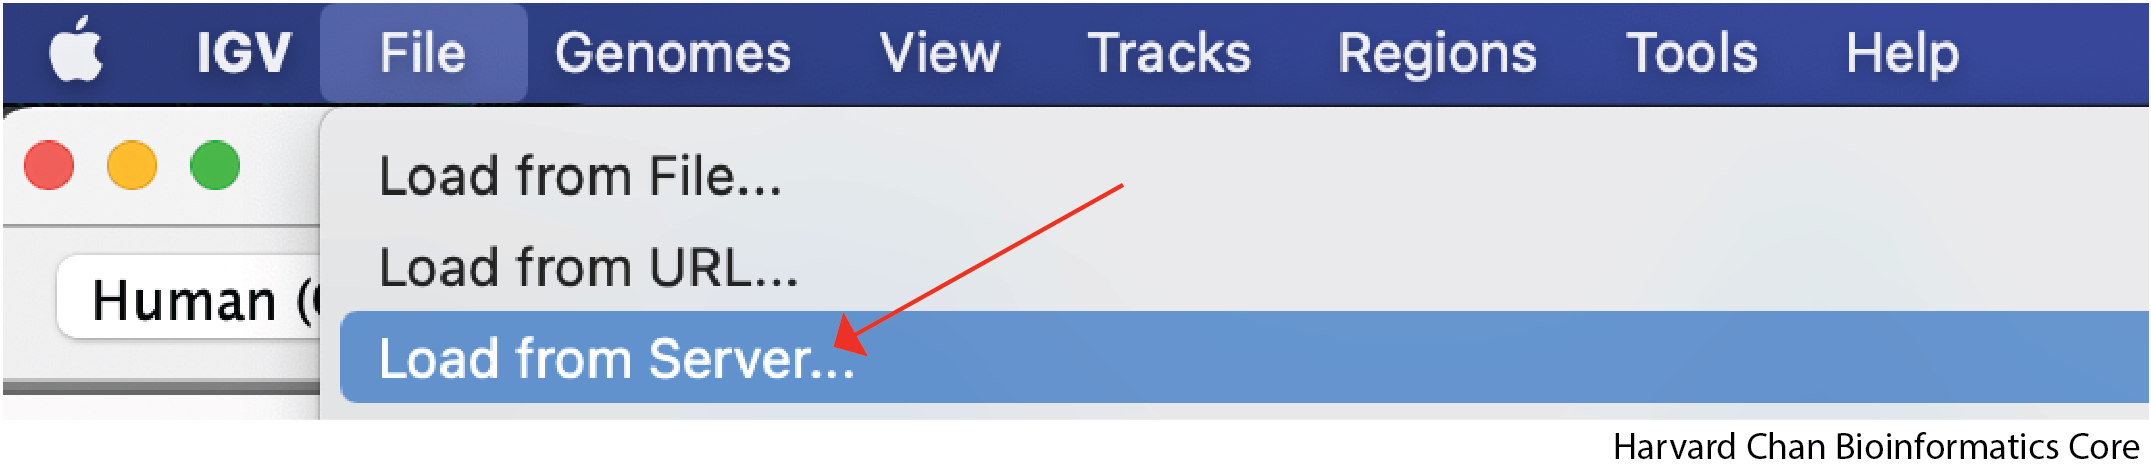 IGV File Genomes View Tracks Regions Tools Help
Load from File...
Load from URL...
Human (
Load from Server...
Harvard Chan Bioinformatics Core